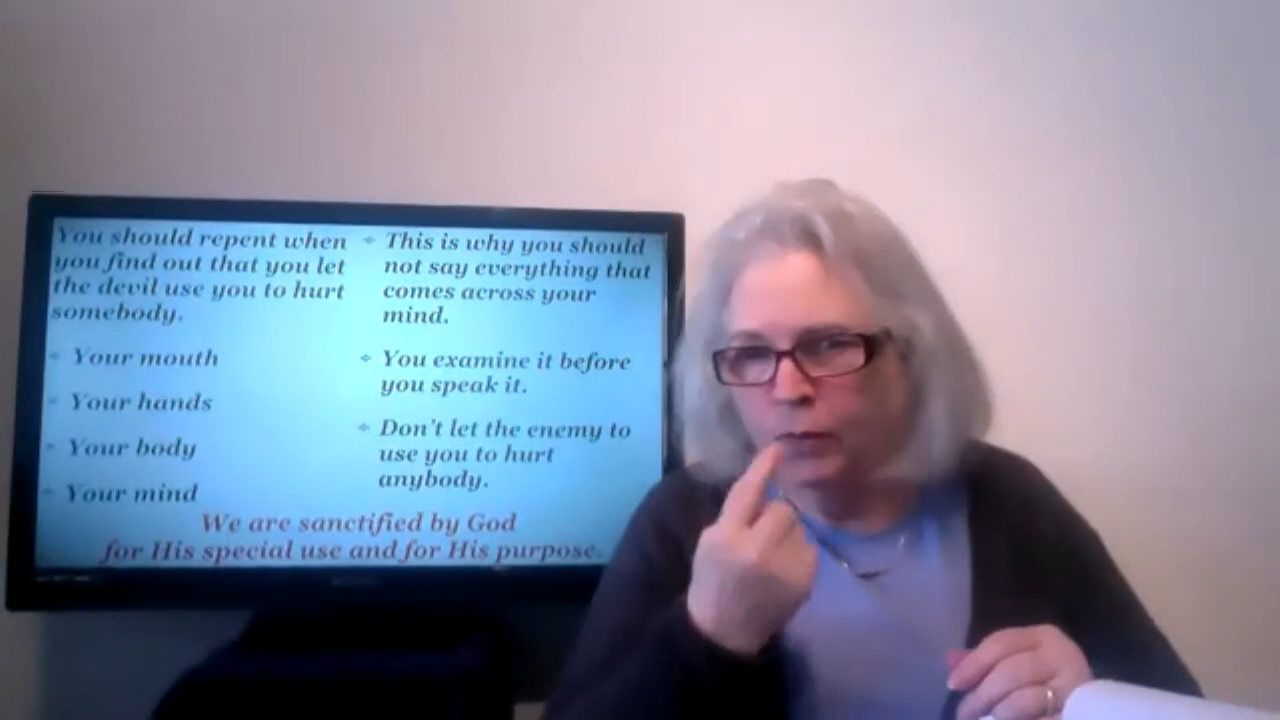 You should repent when
you find out that you let
the devil use you to hurt
somebody.
Your mouth
Your hands
Your body
Your mind
This is why you should
not say everything that
comes across your
mind.
You examine it before
you speak it.
Don't let the enemy to
use you to hurt
anybody.
We are sanctified by God
for His special use and for His purpose.